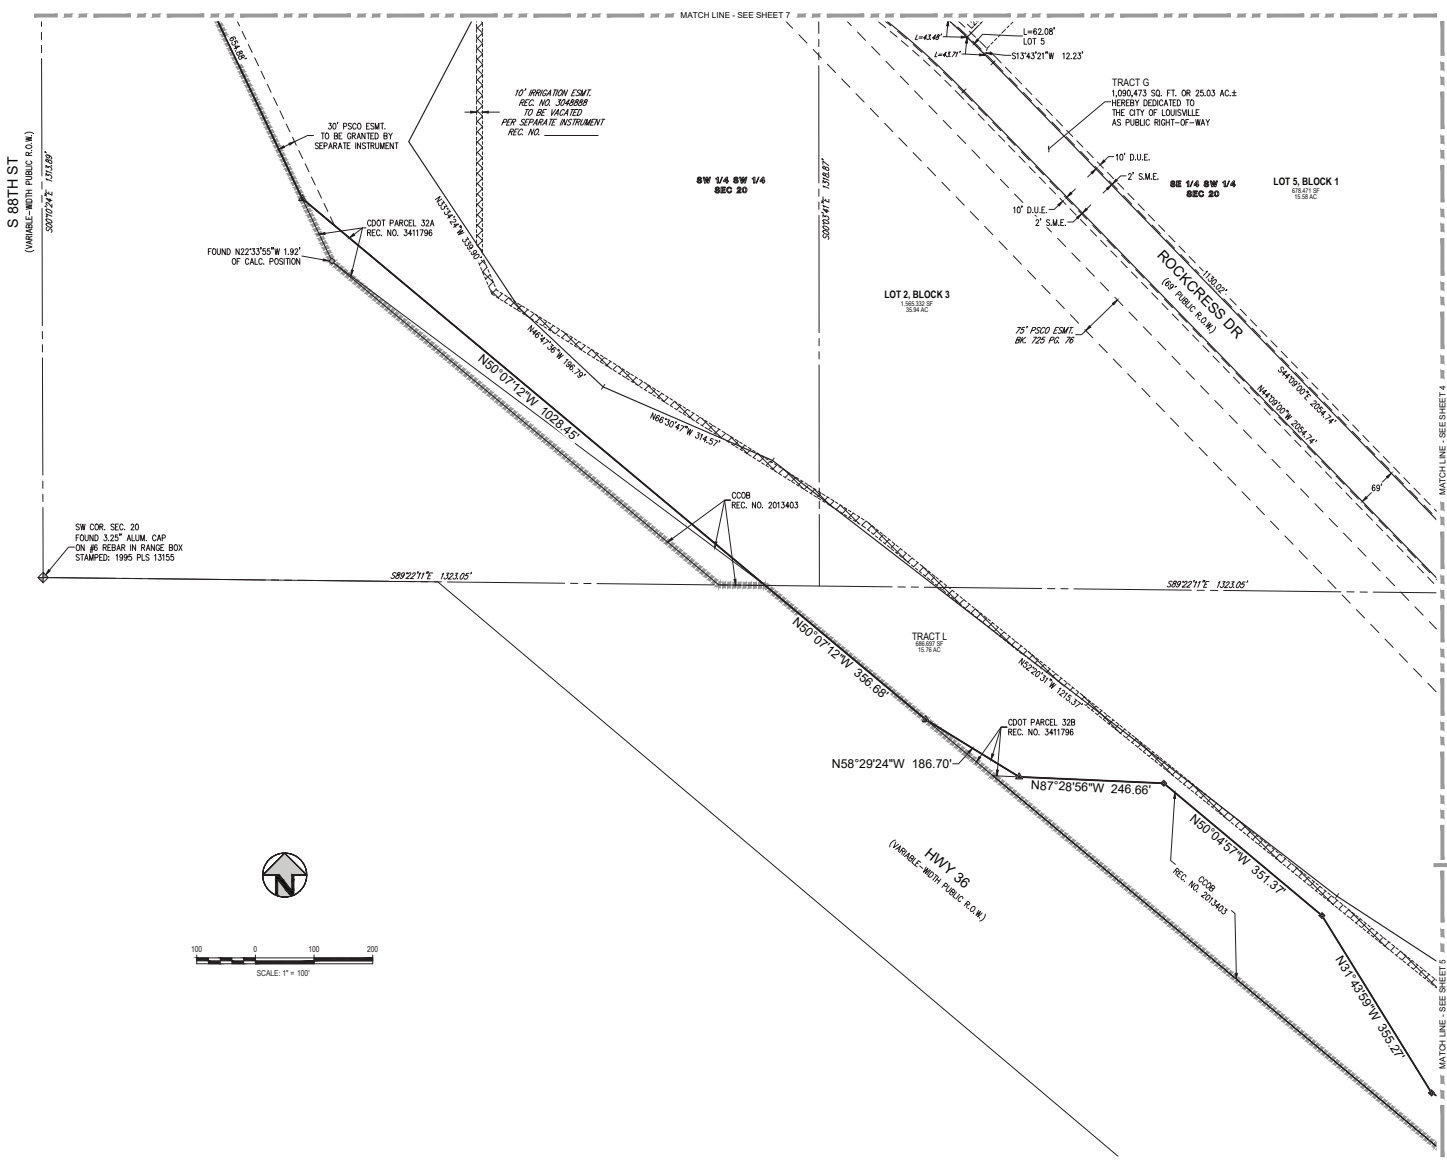 MATCH LINE - SEE SHEET 7
654.88'
L=43.48'
L=43.71'
L=62.08'
LOT 5
S13°43'21"W 12.23'
TRACT G
1,090,473 SQ. FT. OR 25.03 AC.±
HEREBY DEDICATED TO
THE CITY OF LOUISVILLE
AS PUBLIC RIGHT-OF-WAY
10' IRRIGATION ESMT.
REC. NO. 3048888
TO BE VACATED
PER SEPARATE INSTRUMENT
REC. NO. ____________
30' PSCO ESMT.
TO BE GRANTED BY
SEPARATE INSTRUMENT
S 88TH ST
(VARIABLE-WIDTH PUBLIC R.O.W.)
S00°10'24"E 1313.89'
SW 1/4 SW 1/4
SEC 20
S00°03'41"E 1318.87'
10' D.U.E.
2' S.M.E.
SE 1/4 SW 1/4
SEC 20
LOT 5, BLOCK 1
678,471 SF
15.58 AC
10' D.U.E.
2' S.M.E.
CDOT PARCEL 32A
REC. NO. 3411796
FOUND N22°33'55"W 1.92'
OF CALC. POSITION
N33°34'24"W 339.90'
ROCKCRESS DR
(69' PUBLIC R.O.W.)
1130.02'
LOT 2, BLOCK 3
1,565,332 SF
35.94 AC
75' PSCO ESMT.
BK. 725 PG. 76
N46°47'36"W 196.79'
N50°07'12"W 1028.45'
N66°30'47"W 314.57'
S44°09'00"E 2054.74'
N44°09'00"W 2054.74'
69'
MATCH LINE - SEE SHEET 4
CCOB
REC. NO. 2013403
SW COR. SEC. 20
FOUND 3.25" ALUM. CAP
ON #6 REBAR IN RANGE BOX
STAMPED: 1995 PLS 13155
S89°22'11"E 1323.05'
S89°22'11"E 1323.05'
N50°07'12"W 356.68'
TRACT L
686,697 SF
15.76 AC
N52°20'31"W 1215.37'
CDOT PARCEL 32B
REC. NO. 3411796
N58°29'24"W 186.70'
N87°28'56"W 246.66'
N50°04'57"W 351.37'
HWY 36
(VARIABLE-WIDTH PUBLIC R.O.W.)
CCOB
REC. NO. 2013403
N31°43'59"W 355.27'
MATCH LINE - SEE SHEET 5
N
100 0 100 200
SCALE: 1" = 100'